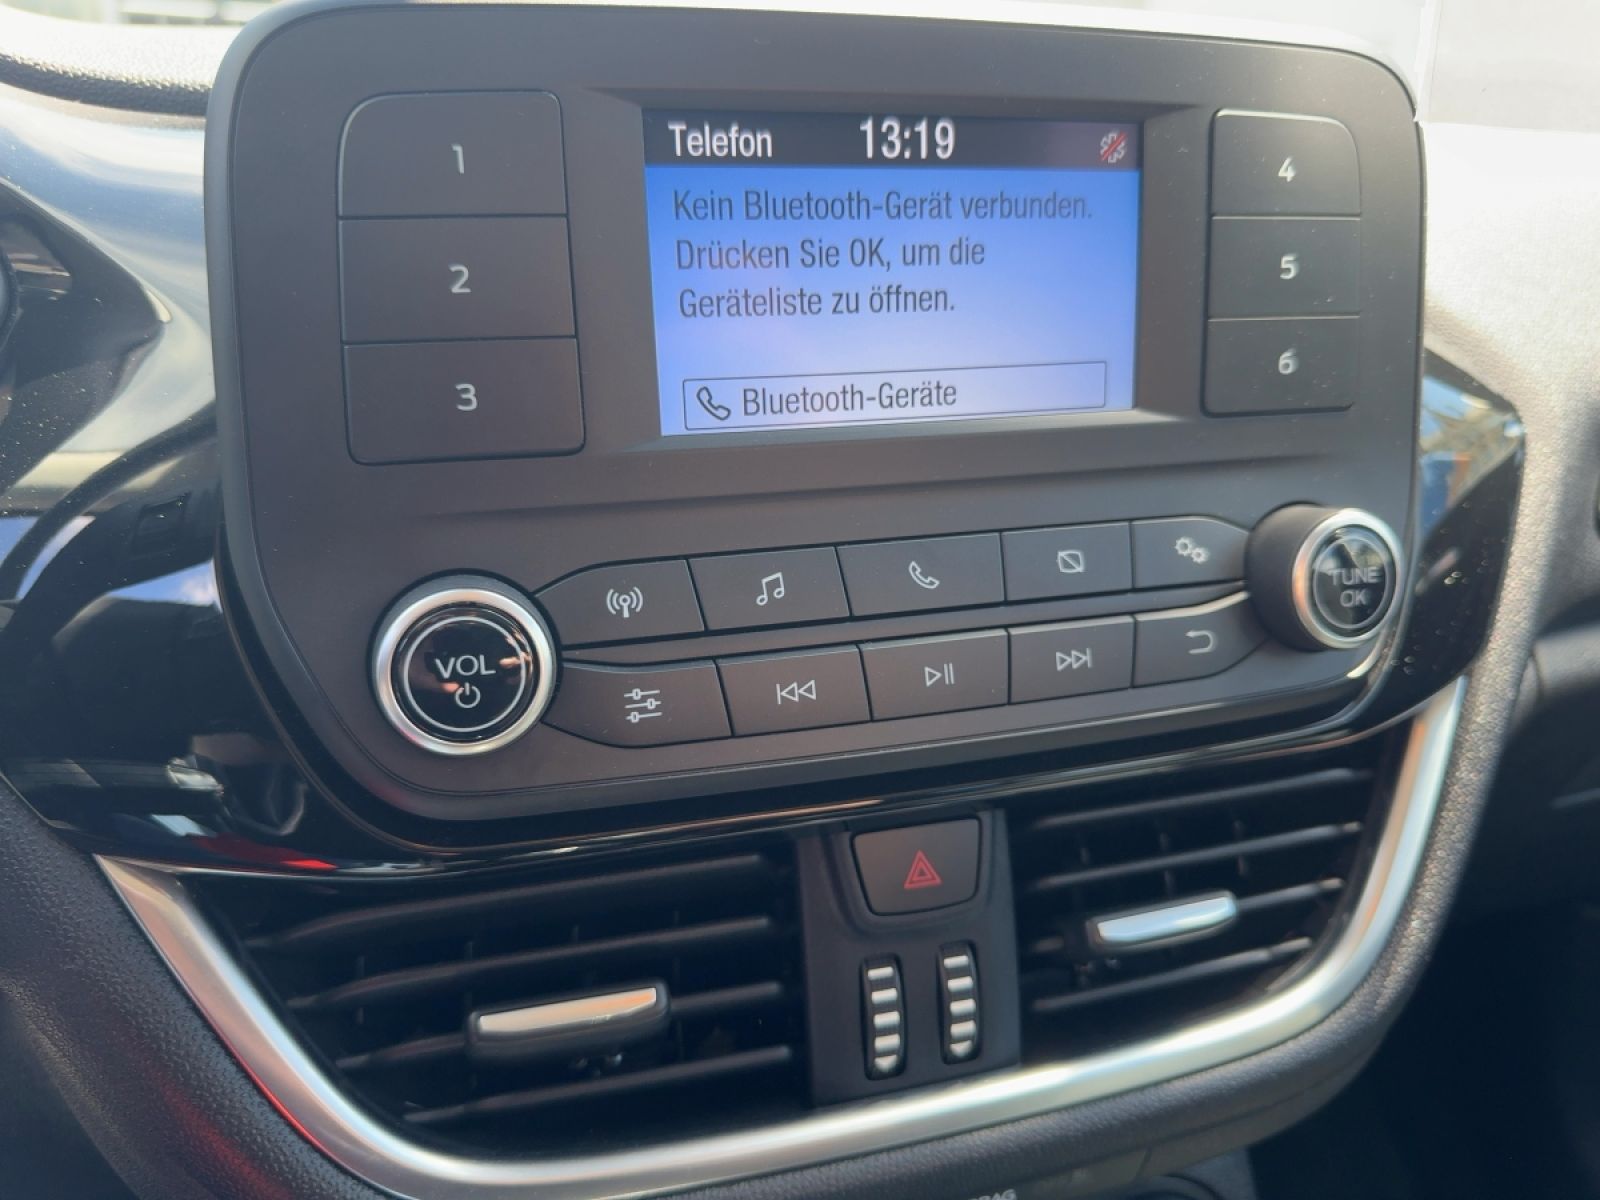 Telefon 13:19
Kein Bluetooth-Gerät verbunden.
Drücken Sie OK, um die
Geräteliste zu öffnen.
Bluetooth-Geräte
1
2
3
4
5
6
VOL
TUNE
OK